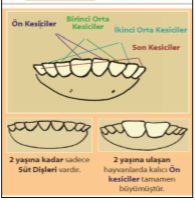 Ön Kesiciler
Birinci Orta
Kesiciler
İkinci Orta
Kesiciler
Son Kesiciler
2 yaşına kadar sadece
Süt Dişleri vardır.
2 yaşına ulaşan
hayvanlarda kalıcı Ön
kesiciler tamamen
büyümüştür.